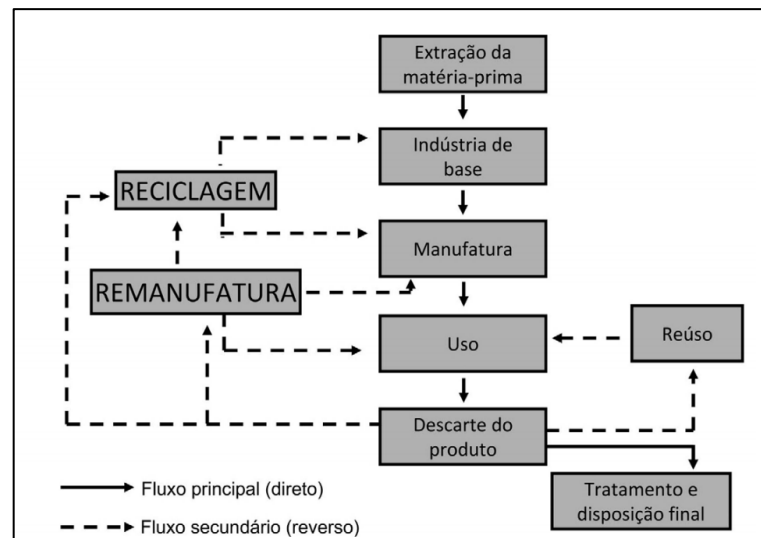 Extração da
matéria-prima
Indústria de
base
RECICLAGEM
Manufatura
REMANUFATURA
Uso
Reúso
Descarte do
produto
Tratamento e
disposição final
Fluxo principal (direto)
Fluxo secundário (reverso)